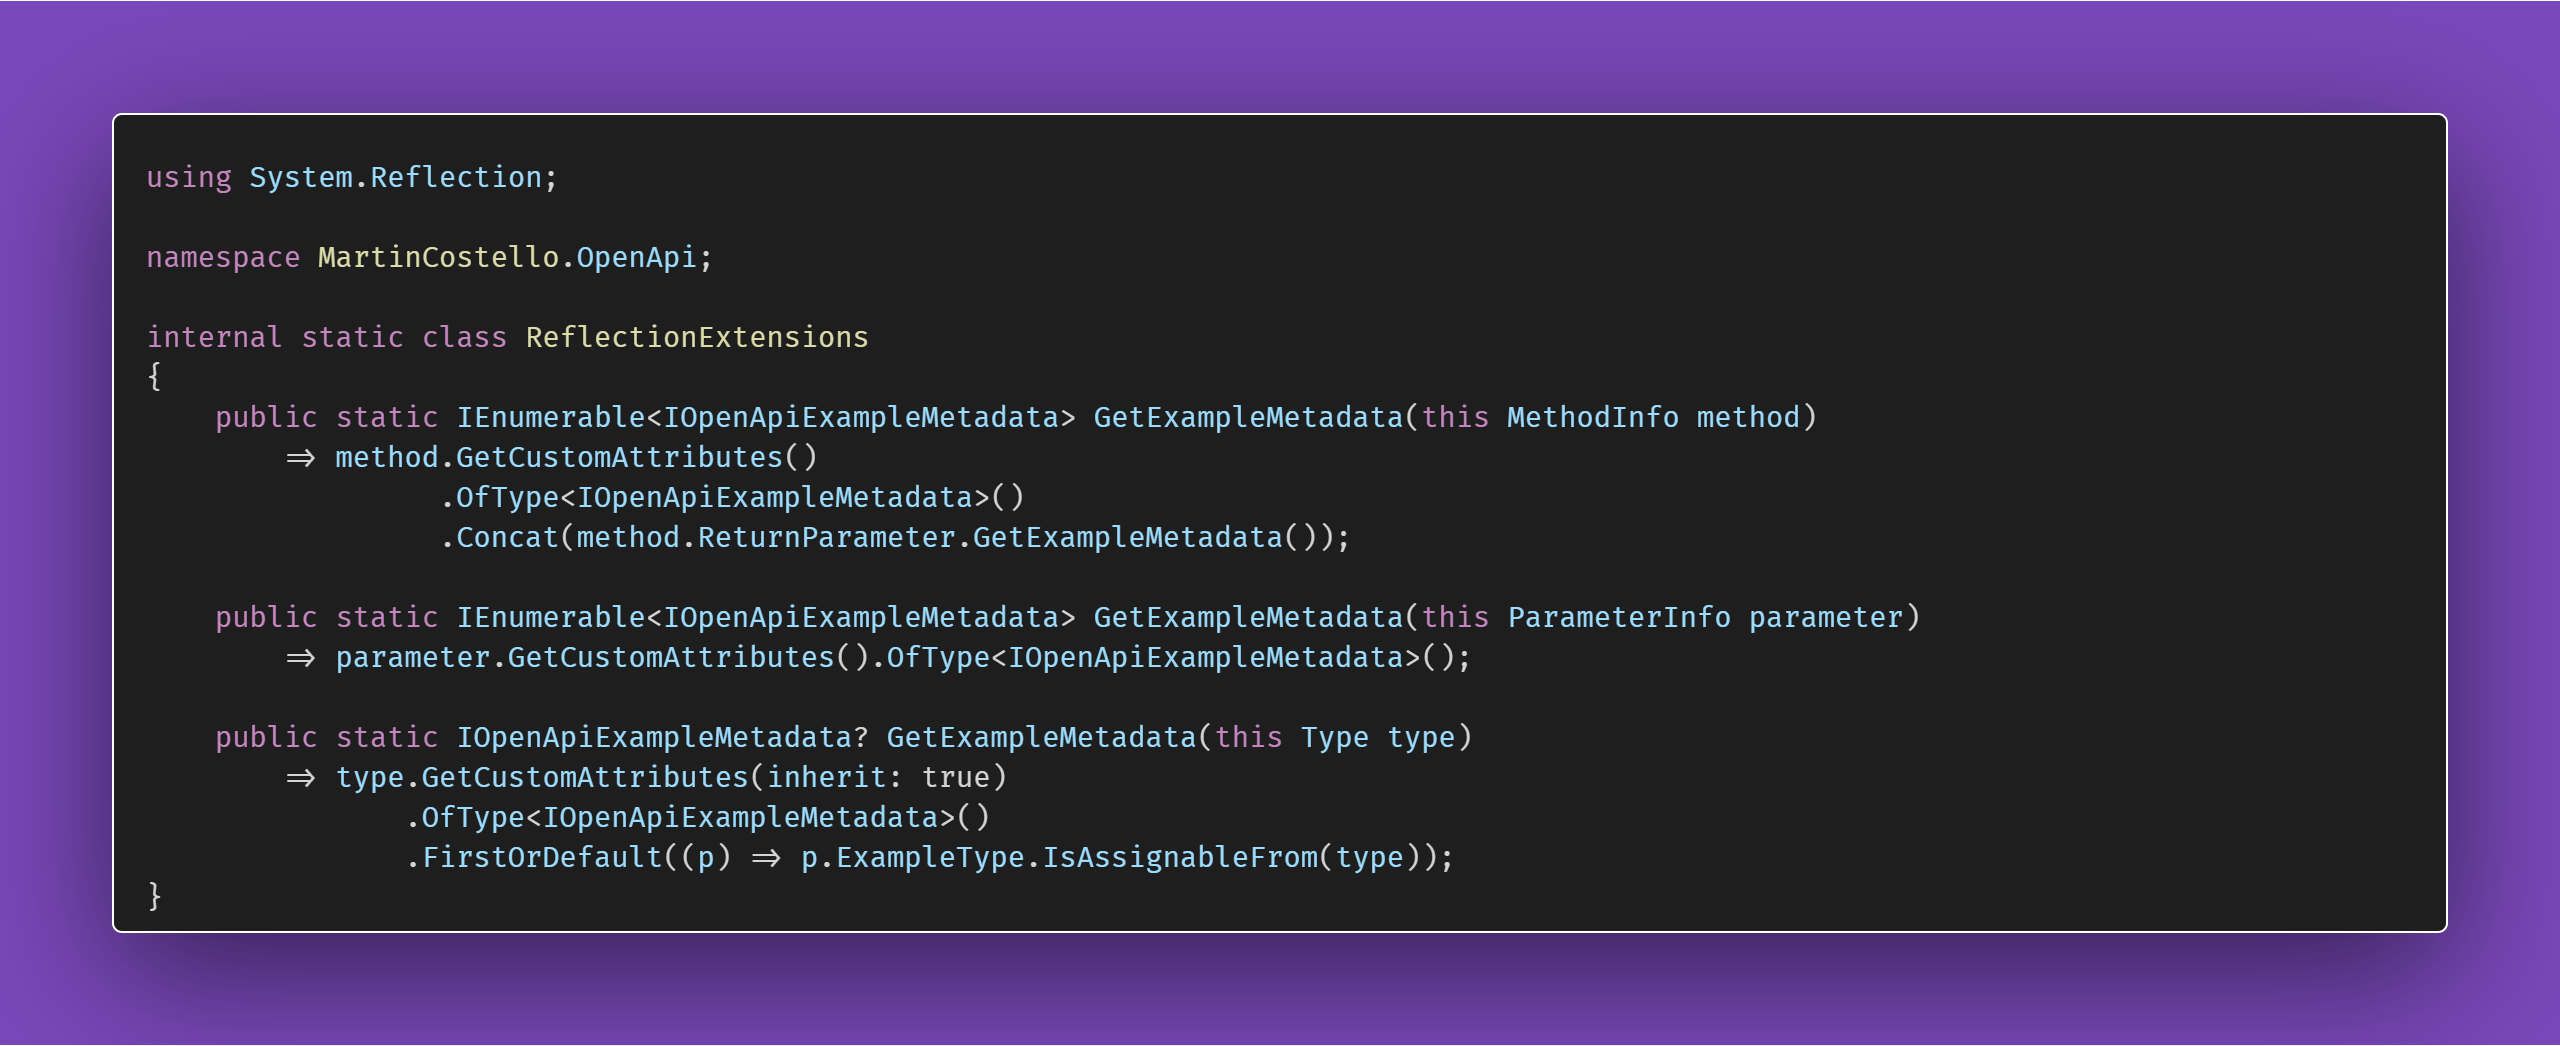 using System.Reflection;

namespace MartinCostello.OpenApi;

internal static class ReflectionExtensions
{
    public static IEnumerable<IOpenApiExampleMetadata> GetExampleMetadata(this MethodInfo method)
        => method.GetCustomAttributes()
                 .OfType<IOpenApiExampleMetadata>()
                 .Concat(method.ReturnParameter.GetExampleMetadata());

    public static IEnumerable<IOpenApiExampleMetadata> GetExampleMetadata(this ParameterInfo parameter)
        => parameter.GetCustomAttributes().OfType<IOpenApiExampleMetadata>();

    public static IOpenApiExampleMetadata? GetExampleMetadata(this Type type)
        => type.GetCustomAttributes(inherit: true)
               .OfType<IOpenApiExampleMetadata>()
               .FirstOrDefault((p) => p.ExampleType.IsAssignableFrom(type));
}